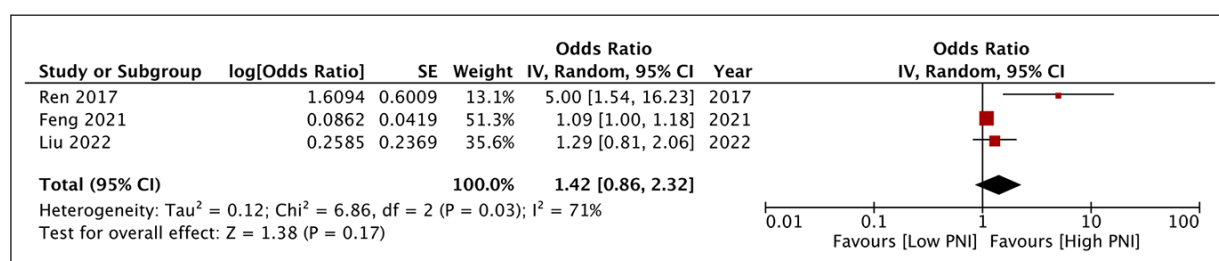 Odds Ratio Odds Ratio
Study or Subgroup log[Odds Ratio] SE Weight IV, Random, 95% CI Year IV, Random, 95% CI
Ren 2017 1.6094 0.6009 13.1% 5.00 [1.54, 16.23] 2017
Feng 2021 0.0862 0.0419 51.3% 1.09 [1.00, 1.18] 2021
Liu 2022 0.2585 0.2369 35.6% 1.29 [0.81, 2.06] 2022
Total (95% CI) 100.0% 1.42 [0.86, 2.32]
Heterogeneity: Tau² = 0.12; Chi² = 6.86, df = 2 (P = 0.03); I² = 71%
Test for overall effect: Z = 1.38 (P = 0.17)
0.01 0.1 1 10 100
Favours [Low PNI] Favours [High PNI]